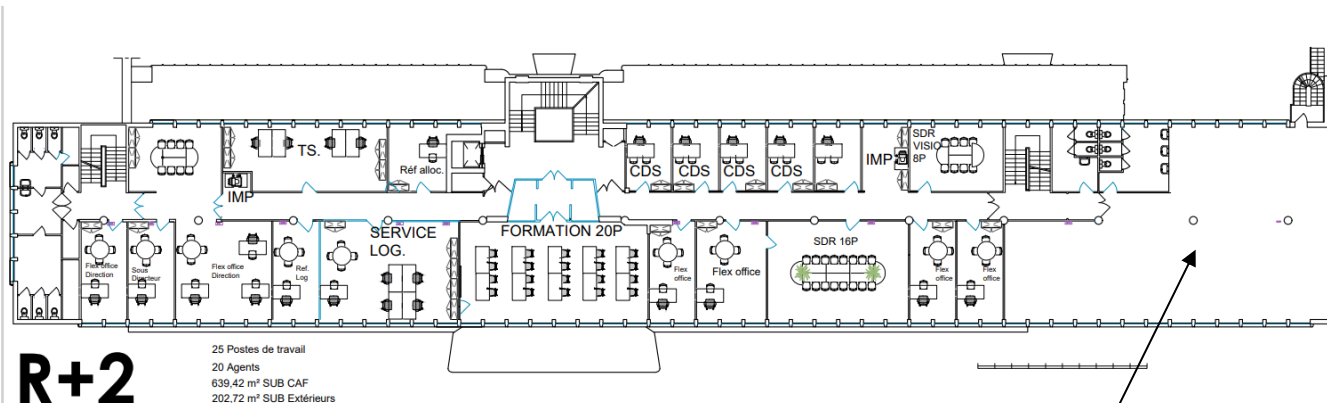 SDR
VISIO
8P
TS.
Réf alloc.
IMP
CDS
CDS
CDS
CDS
IMP
SERVICE
LOG.
FORMATION 20P
SDR 16P
Flex office
Direction
Sous
Directeur
Flex office
Direction
Ref.
Log
Flex
office
Flex office
Flex
office
Flex
office
R+2
25 Postes de travail
20 Agents
639,42 m² SUB CAF
202,72 m² SUB Extérieurs